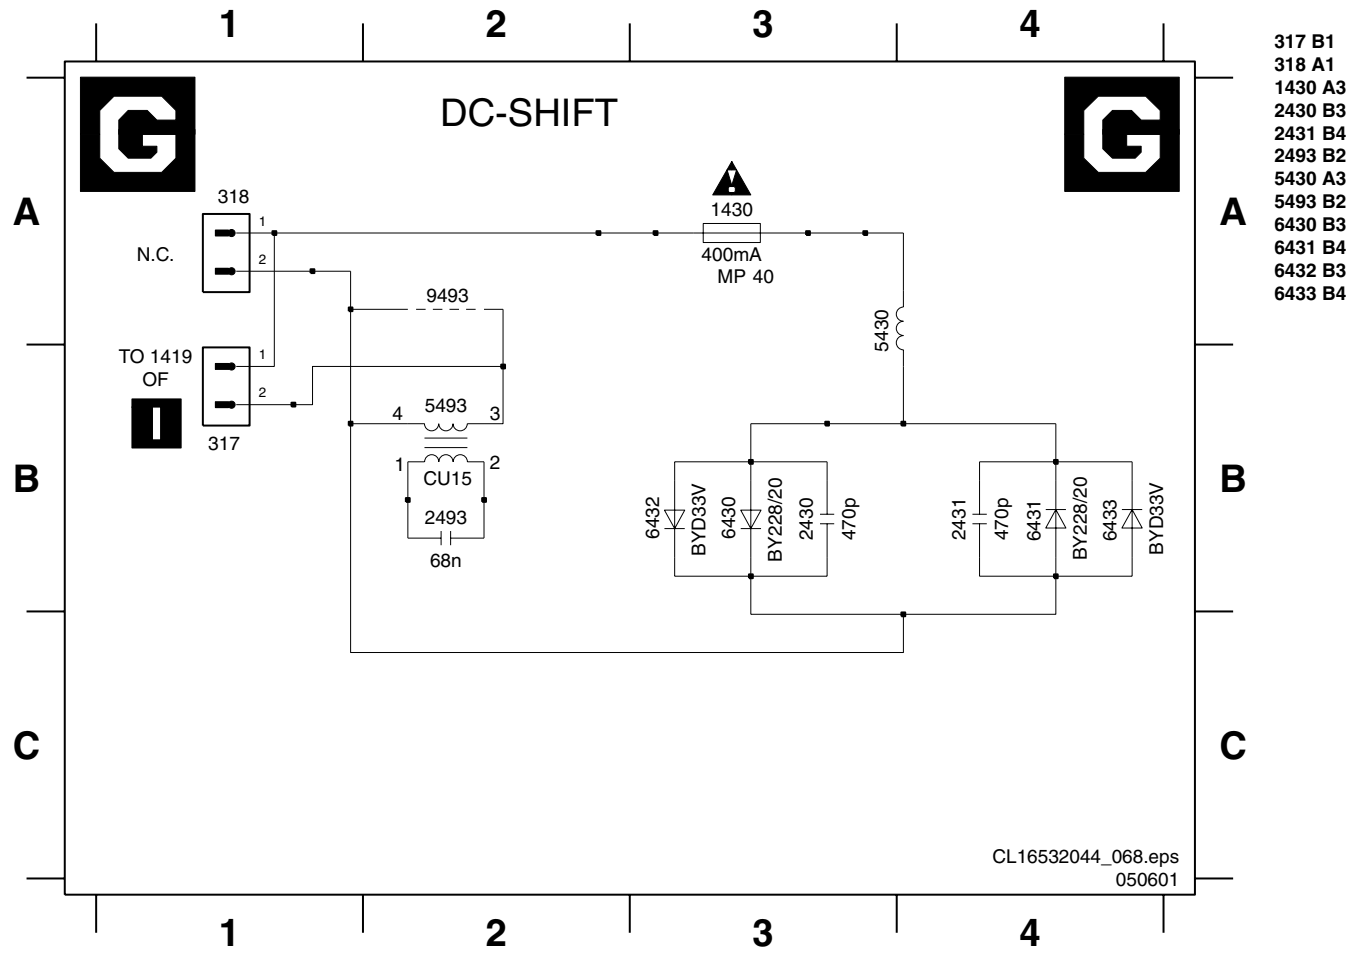 1 2 3 4
317 B1
318 A1
1430 A3
2430 B3
2431 B4
2493 B2
5430 A3
5493 B2
6430 B3
6431 B4
6432 B3
6433 B4
G
DC-SHIFT
G
A
A
318
1
2
N.C.
1430
400mA
MP 40
9493
5430
TO 1419
OF
I
317
1
2
B
B
4 5493 3
1 2
CU15
2493
68n
6432
BYD33V
6430
BY228/20
2430
470p
2431
470p
6431
BY228/20
6433
BYD33V
C
C
CL16532044_068.eps
050601
1 2 3 4